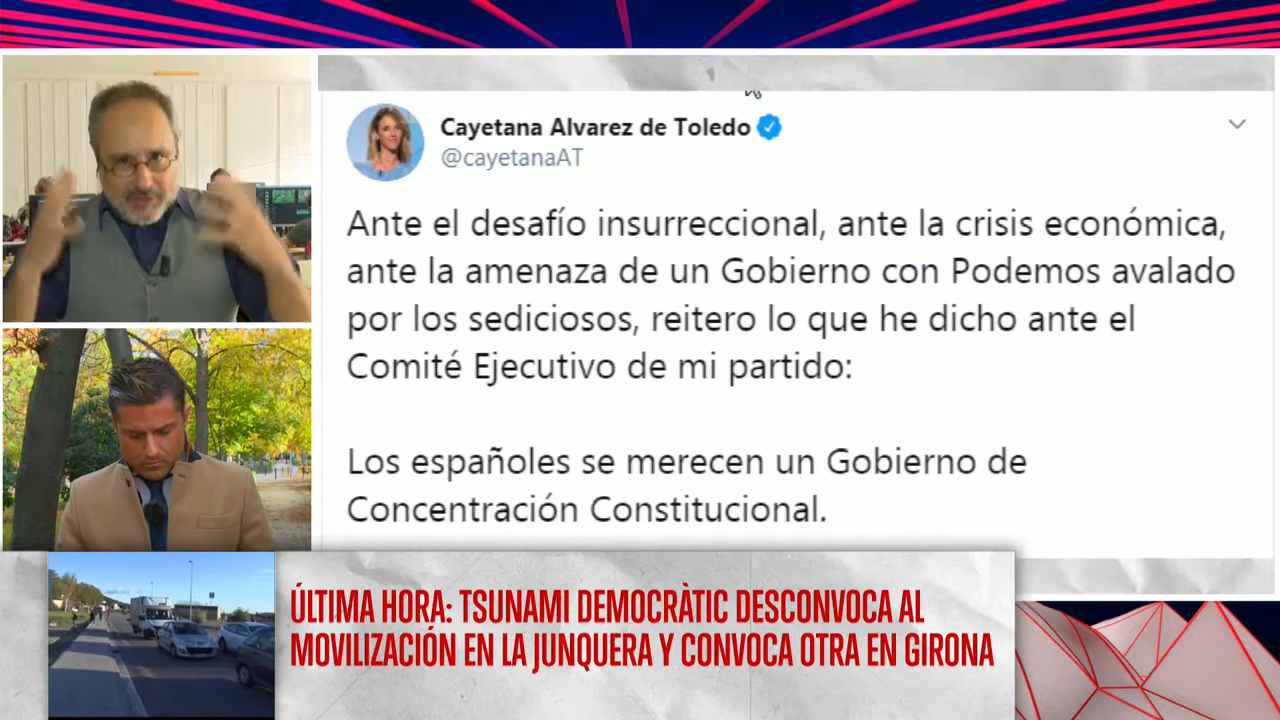 Cayetana Alvarez de Toledo
@cayetanaAT
Ante el desafío insurreccional, ante la crisis económica,
ante la amenaza de un Gobierno con Podemos avalado
por los sediciosos, reitero lo que he dicho ante el
Comité Ejecutivo de mi partido:
Los españoles se merecen un Gobierno de
Concentración Constitucional.
ÚLTIMA HORA: TSUNAMI DEMOCRÀTIC DESCONVOCA AL
MOVILIZACIÓN EN LA JUNQUERA Y CONVOCA OTRA EN GIRONA